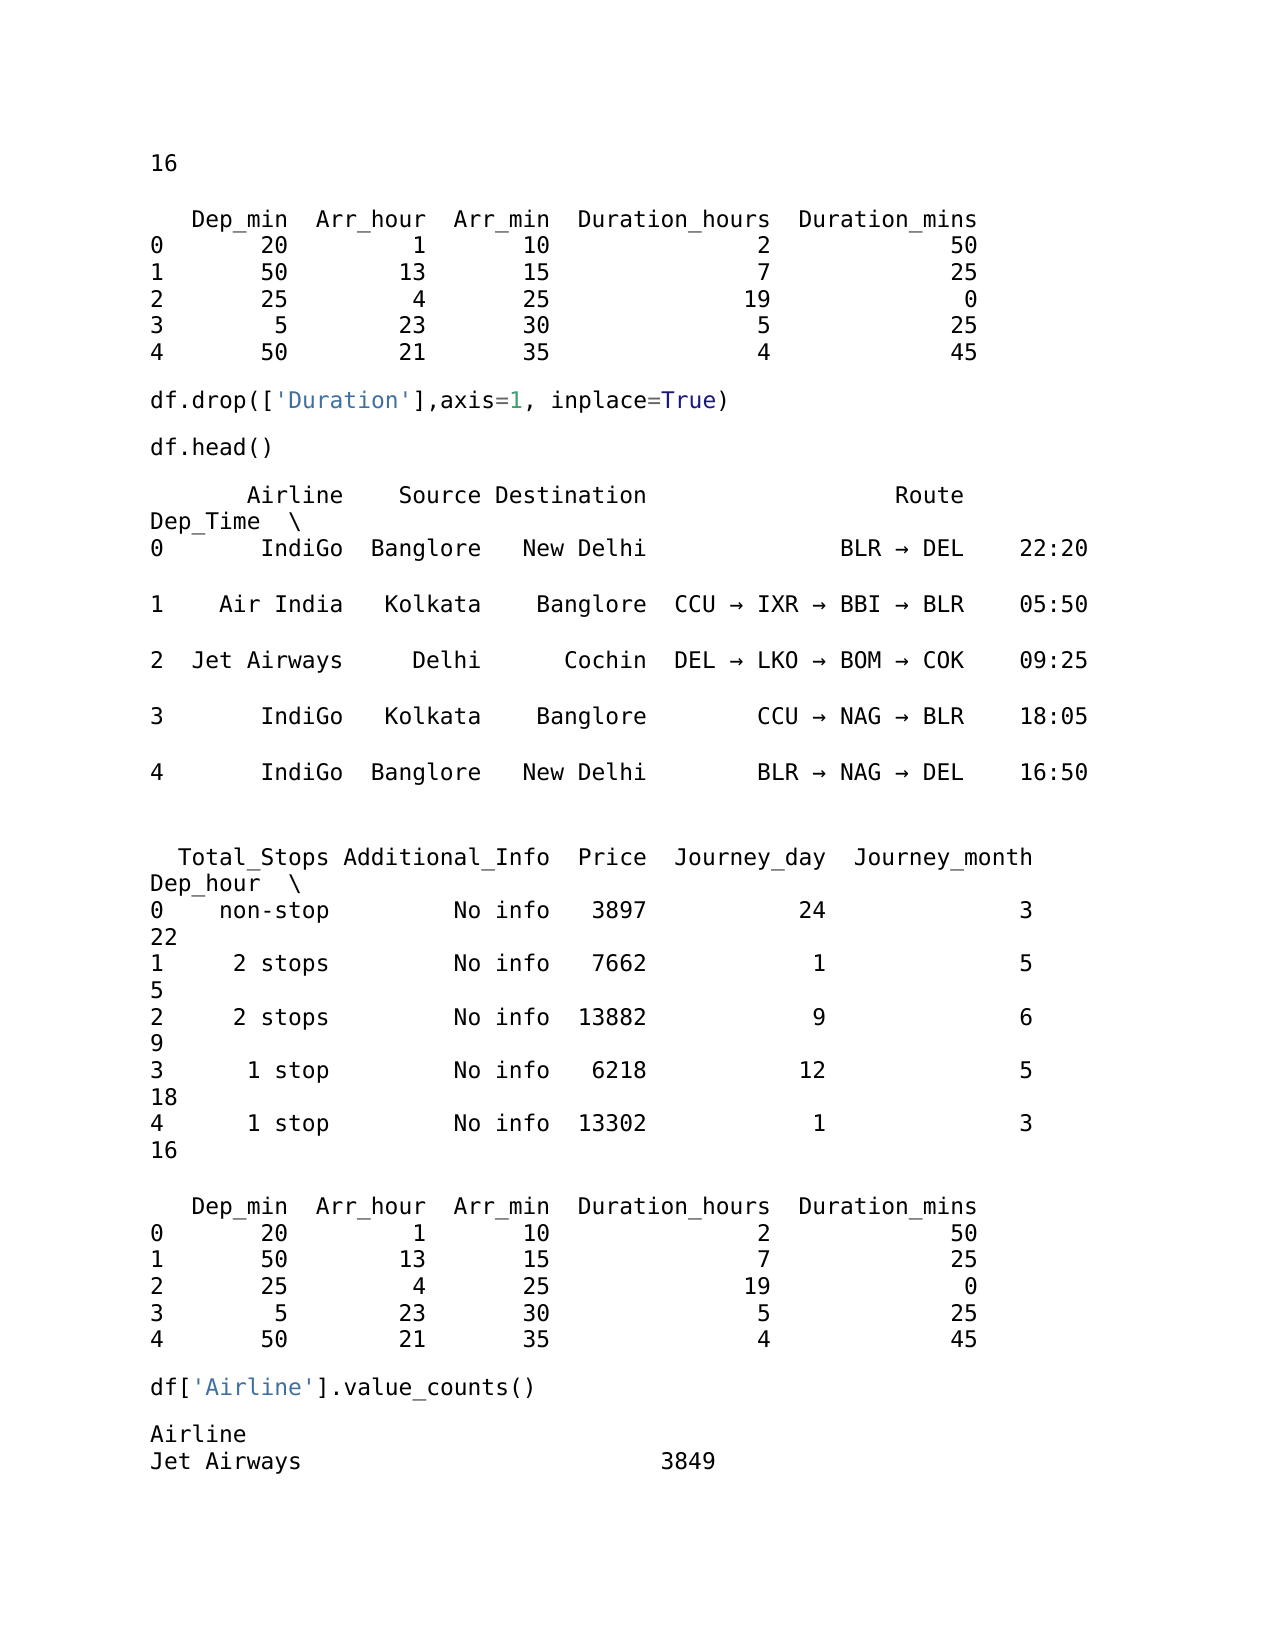 16
Dep_min  Arr_hour  Arr_min  Duration_hours  Duration_mins
0       20         1       10              2             50
1       50        13       15              7             25
2       25         4       25             19              0
3        5        23       30              5             25
4       50        21       35              4             45
df.drop(['Duration'],axis=1, inplace=True)
df.head()
Airline    Source Destination                  Route
Dep_Time  \
0       IndiGo  Banglore   New Delhi              BLR → DEL    22:20
1    Air India   Kolkata    Banglore  CCU → IXR → BBI → BLR    05:50
2  Jet Airways     Delhi      Cochin  DEL → LKO → BOM → COK    09:25
3       IndiGo   Kolkata    Banglore        CCU → NAG → BLR    18:05
4       IndiGo  Banglore   New Delhi        BLR → NAG → DEL    16:50
Total_Stops Additional_Info  Price  Journey_day  Journey_month
Dep_hour  \
0    non-stop         No info   3897           24              3
22
1     2 stops         No info   7662            1              5
5
2     2 stops         No info  13882            9              6
9
3      1 stop         No info   6218           12              5
18
4      1 stop         No info  13302            1              3
16
Dep_min  Arr_hour  Arr_min  Duration_hours  Duration_mins
0       20         1       10              2             50
1       50        13       15              7             25
2       25         4       25             19              0
3        5        23       30              5             25
4       50        21       35              4             45
df['Airline'].value_counts()
Airline
Jet Airways                          3849